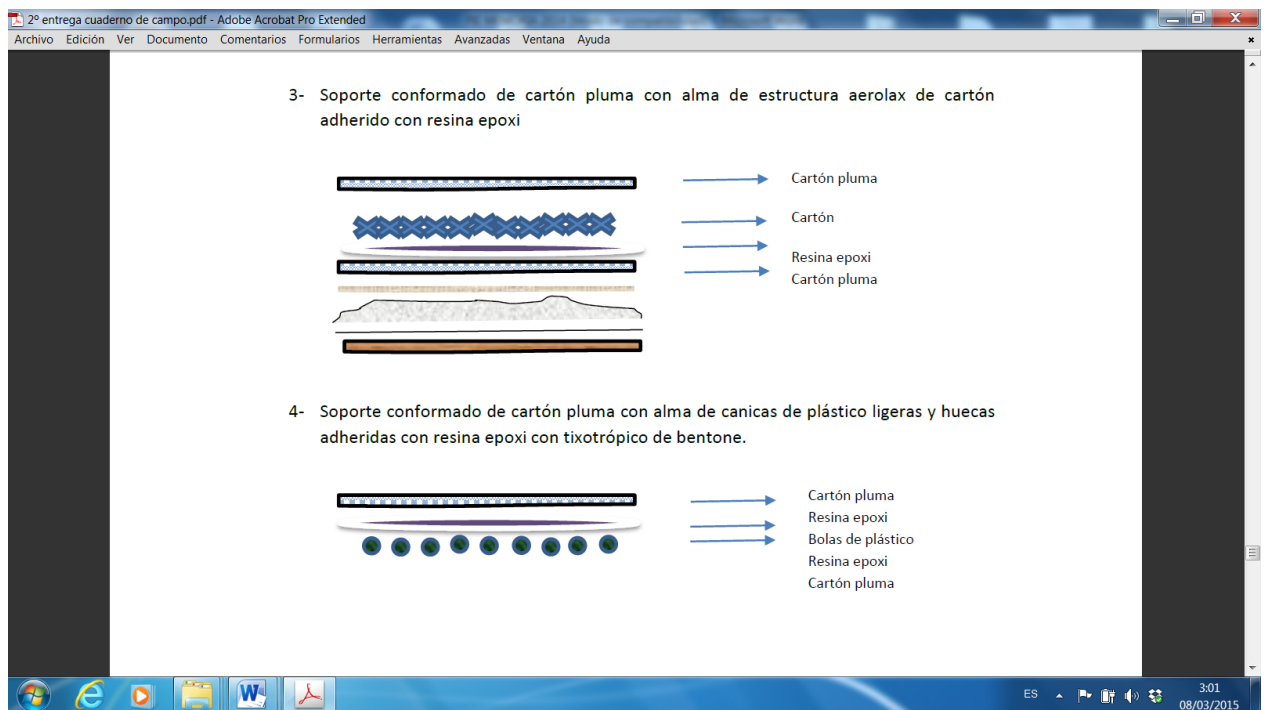 2º entrega cuaderno de campo.pdf - Adobe Acrobat Pro Extended
Archivo Edición Ver Documento Comentarios Formularios Herramientas Avanzadas Ventana Ayuda
3- Soporte conformado de cartón pluma con alma de estructura aerolax de cartón
adherido con resina epoxi
Cartón pluma
Cartón
Resina epoxi
Cartón pluma
4- Soporte conformado de cartón pluma con alma de canicas de plástico ligeras y huecas
adheridas con resina epoxi con tixotrópico de bentone.
Cartón pluma
Resina epoxi
Bolas de plástico
Resina epoxi
Cartón pluma
ES
3:01
08/03/2015